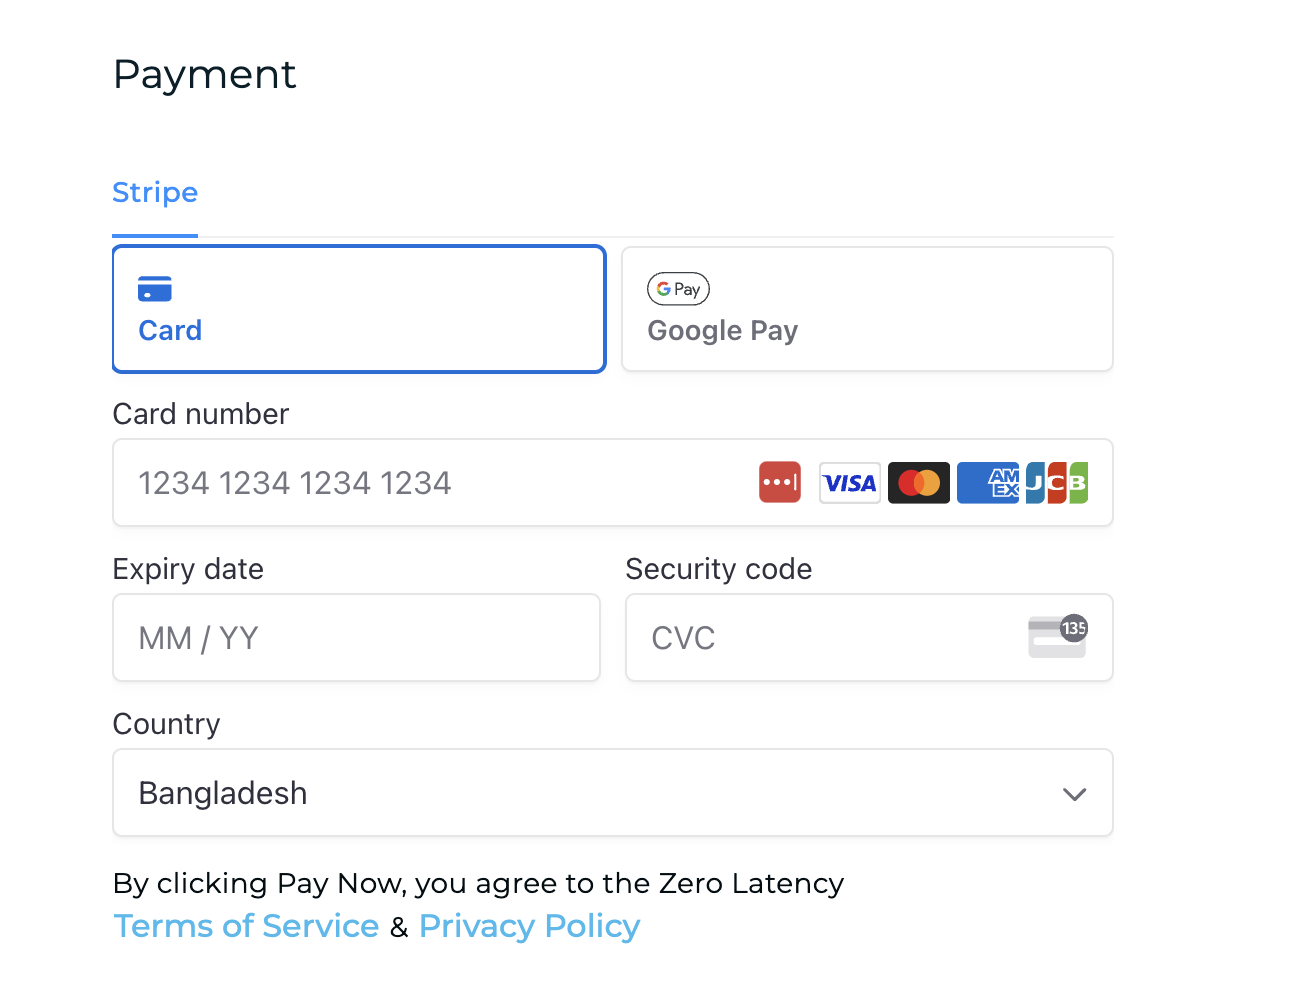 Payment
Stripe
G Pay
Card
Google Pay
Card number
1234 1234 1234 1234
VISA
AM
EX
JCB
Expiry date
Security code
MM / YY
CVC
135
Country
Bangladesh
By clicking Pay Now, you agree to the Zero Latency
Terms of Service & Privacy Policy